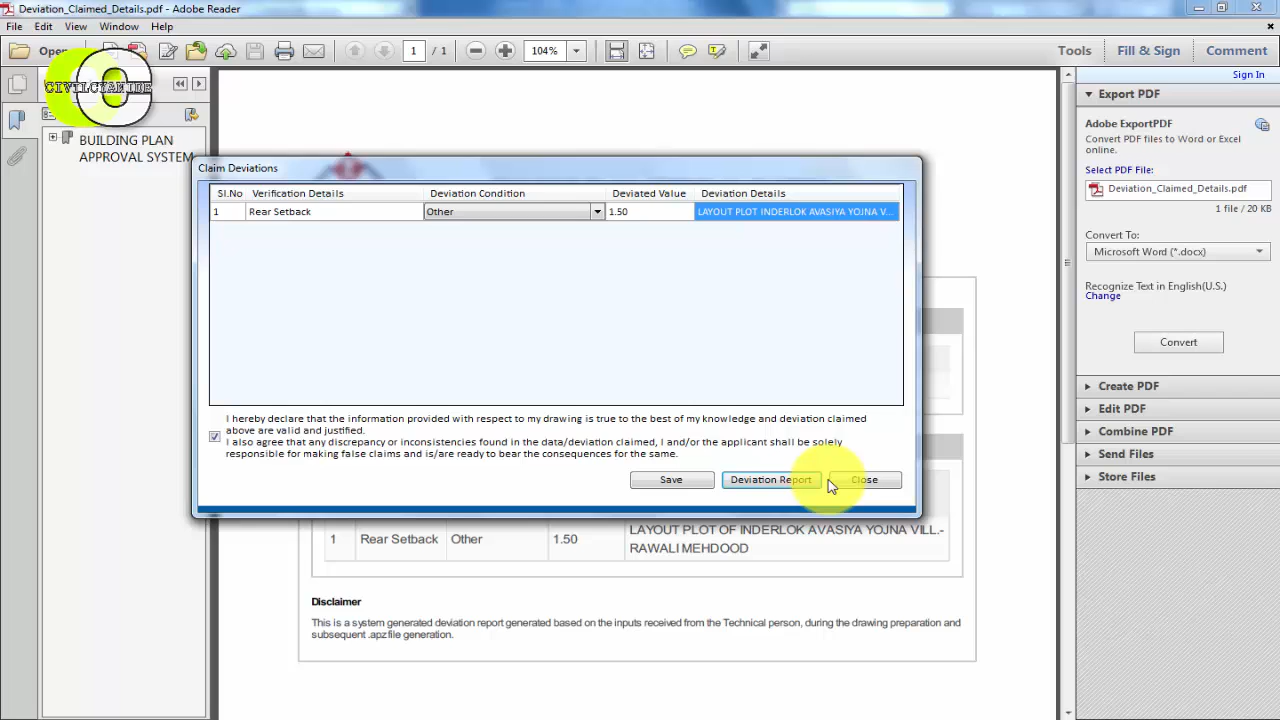 Deviation_Claimed_Details.pdf - Adobe Reader
File Edit View Window Help
Open 1 / 1 104% Tools Fill & Sign Comment
CIVILCYANIDE
Sign In
BUILDING PLAN
APPROVAL SYSTEM
Claim Deviations
Sl.No Verification Details Deviation Condition Deviated Value Deviation Details
1 Rear Setback Other 1.50 LAYOUT PLOT INDERLOK AVASIYA YOJNA V...
I hereby declare that the information provided with respect to my drawing is true to the best of my knowledge and deviation claimed
above are valid and justified.
I also agree that any discrepancy or inconsistencies found in the data/deviation claimed, I and/or the applicant shall be solely
responsible for making false claims and is/are ready to bear the consequences for the same.
Save Deviation Report Close
1 Rear Setback Other 1.50 LAYOUT PLOT OF INDERLOK AVASIYA YOJNA VILL.-
RAWALI MEHDOOD
Disclaimer
This is a system generated deviation report generated based on the inputs received from the Technical person, during the drawing preparation and
subsequent .apz file generation.
Export PDF
Adobe ExportPDF
Convert PDF files to Word or Excel
online.
Select PDF File:
Deviation_Claimed_Details.pdf
1 file / 20 KB
Convert To:
Microsoft Word (*.docx)
Recognize Text in English(U.S.)
Change
Convert
Create PDF
Edit PDF
Combine PDF
Send Files
Store Files